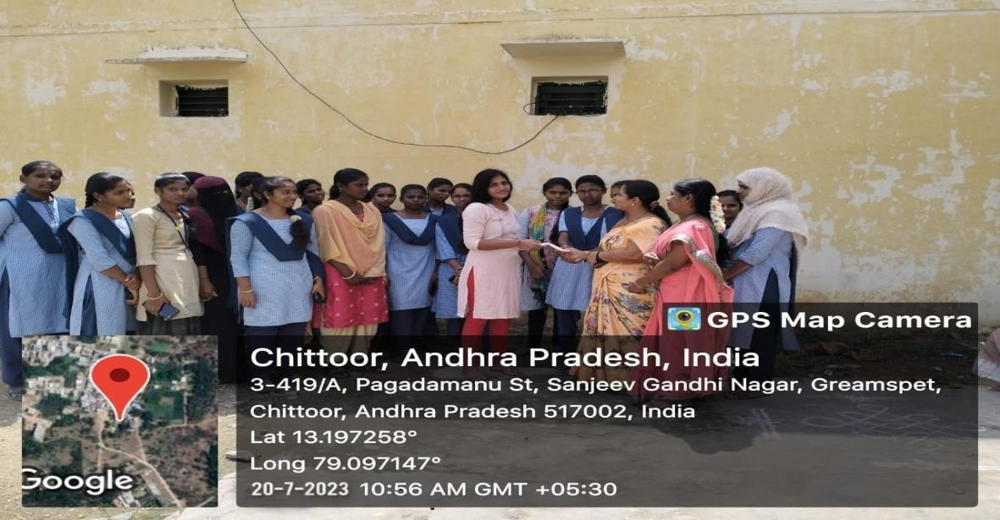 GPS Map Camera
Chittoor, Andhra Pradesh, India
3-419/A, Pagadamanu St, Sanjeev Gandhi Nagar, Greamspet,
Chittoor, Andhra Pradesh 517002, India
Lat 13.197258°
Long 79.097147°
20-7-2023 10:56 AM GMT +05:30
Google